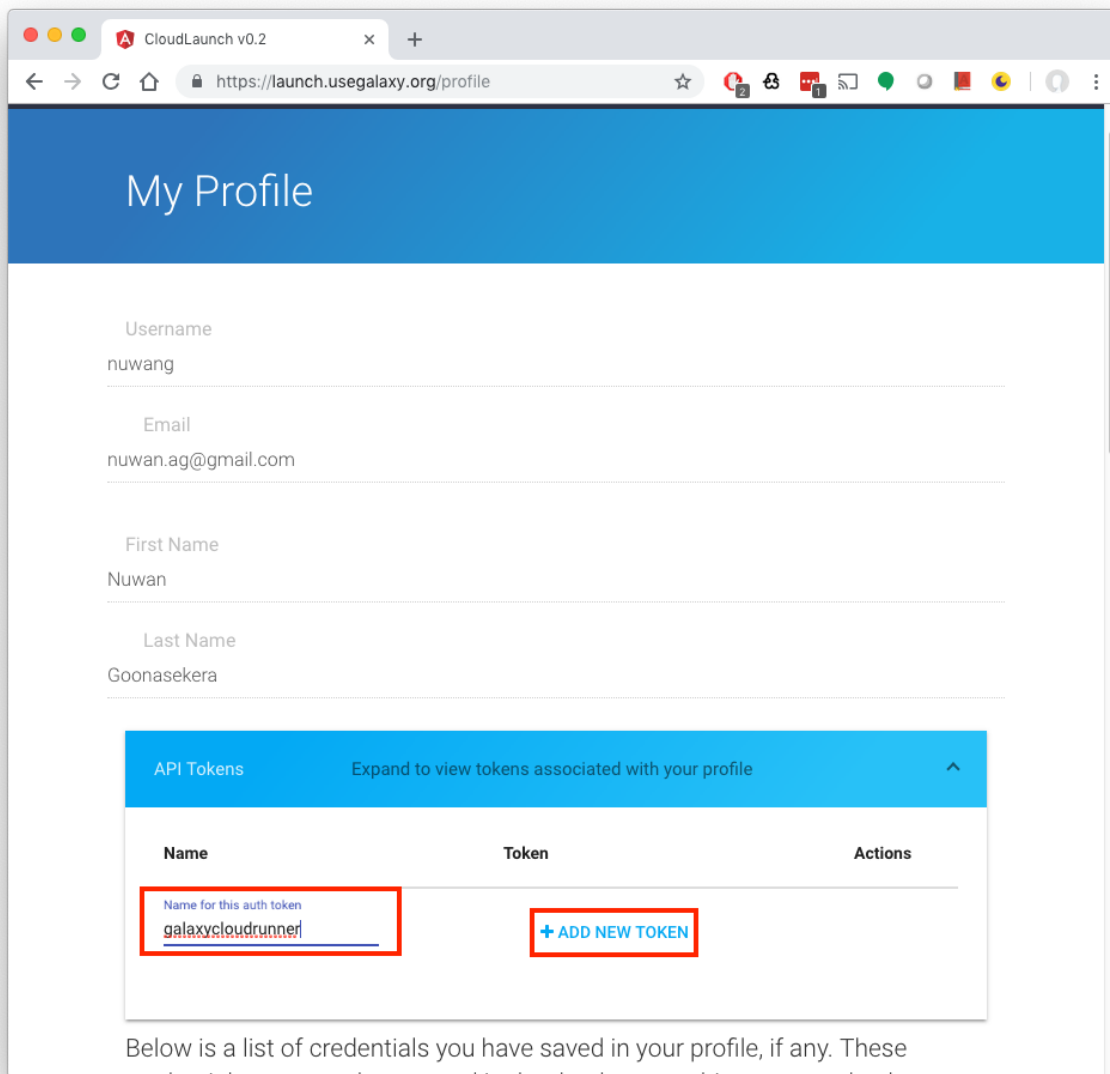 CloudLaunch v0.2
https://launch.usegalaxy.org/profile
2
1
My Profile
Username
nuwang
Email
nuwan.ag@gmail.com
First Name
Nuwan
Last Name
Goonasekera
API Tokens Expand to view tokens associated with your profile
Name Token Actions
Name for this auth token
galaxycloudrunner
+ ADD NEW TOKEN
Below is a list of credentials you have saved in your profile, if any. These